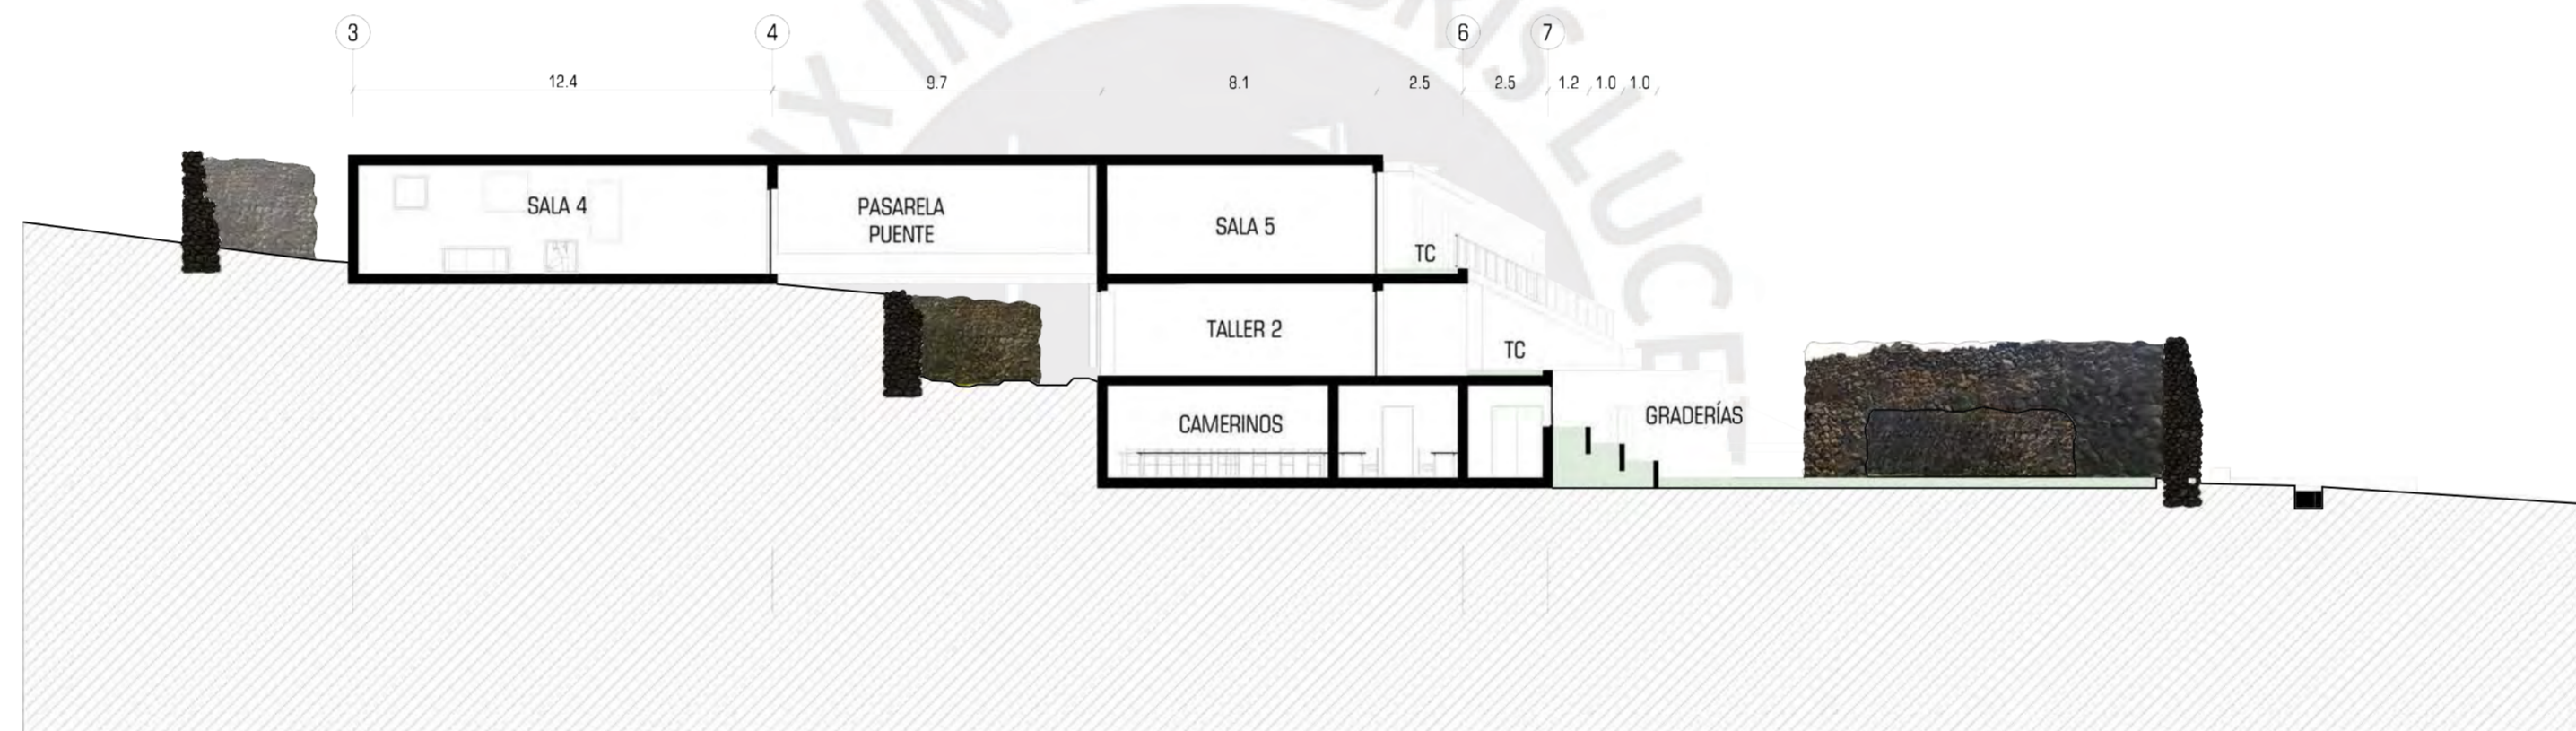 3
4
6
7
12.4
9.7
8.1
2.5
2.5
1.2
1.0
1.0
SALA 4
PASARELA
PUENTE
SALA 5
TC
TALLER 2
TC
CAMERINOS
GRADERÍAS
LUCET